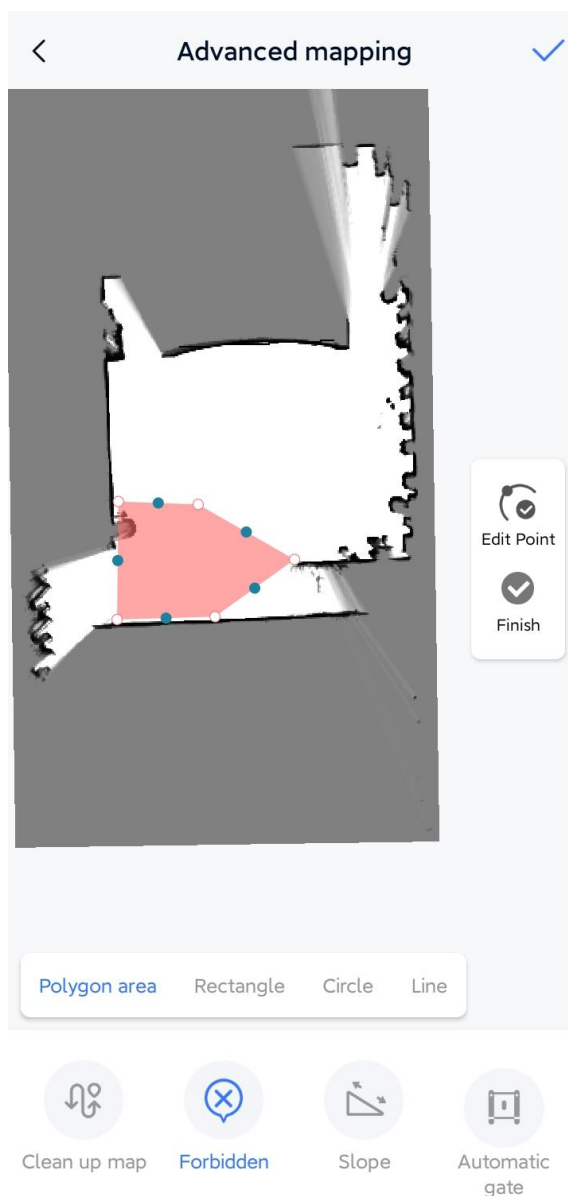 Advanced mapping
Edit Point
Finish
Polygon area Rectangle Circle Line
Clean up map Forbidden Slope Automatic
gate